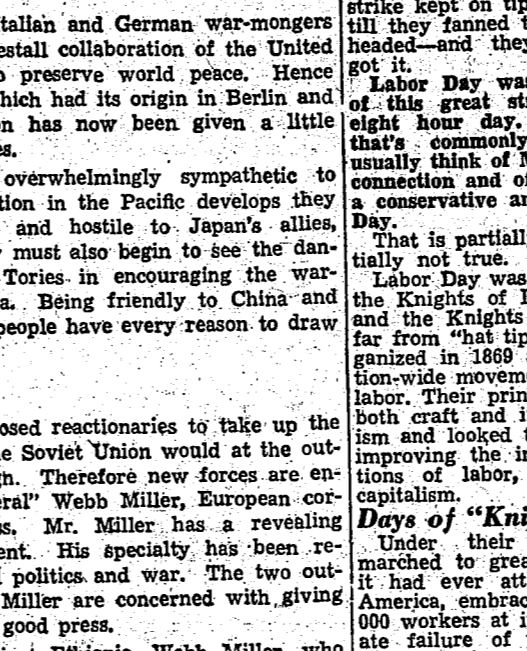 talian and German war-mongers
estall collaboration of the United
o preserve world peace. Hence
hich had its origin in Berlin and
n has now been given a little
es.
overwhelmingly sympathetic to
tion in the Pacific develops they
and hostile to Japan's allies,
must also begin to see the dan-
Tories in encouraging the war-
a. Being friendly to China and
people have every reason to draw
osed reactionaries to take up the
e Soviet Union would at the out-
gh. Therefore new forces are en-
eral" Webb Miller, European cor-
ss. Mr. Miller has a revealing
ent. His specialty has been re-
politics and war. The two out-
Miller are concerned with giving
good press.
Webb Miller, who
strike kept on tip
till they fanned t
headed—and they
got it.
Labor Day was
of this great st
eight hour day.
that's commonly
usually think of M
connection and of
a conservative an
Day.
That is partiall
tially not true.
Labor Day was
the Knights of L
and the Knights
far from "hat tip
ganized in 1869
tion-wide movem
labor. Their prin
both craft and i
ism and looked t
improving the in
tions of labor,
capitalism.
Days of "Kni
Under their
marched to grea
it had ever att
America, embrac
000 workers at i
ate failure of